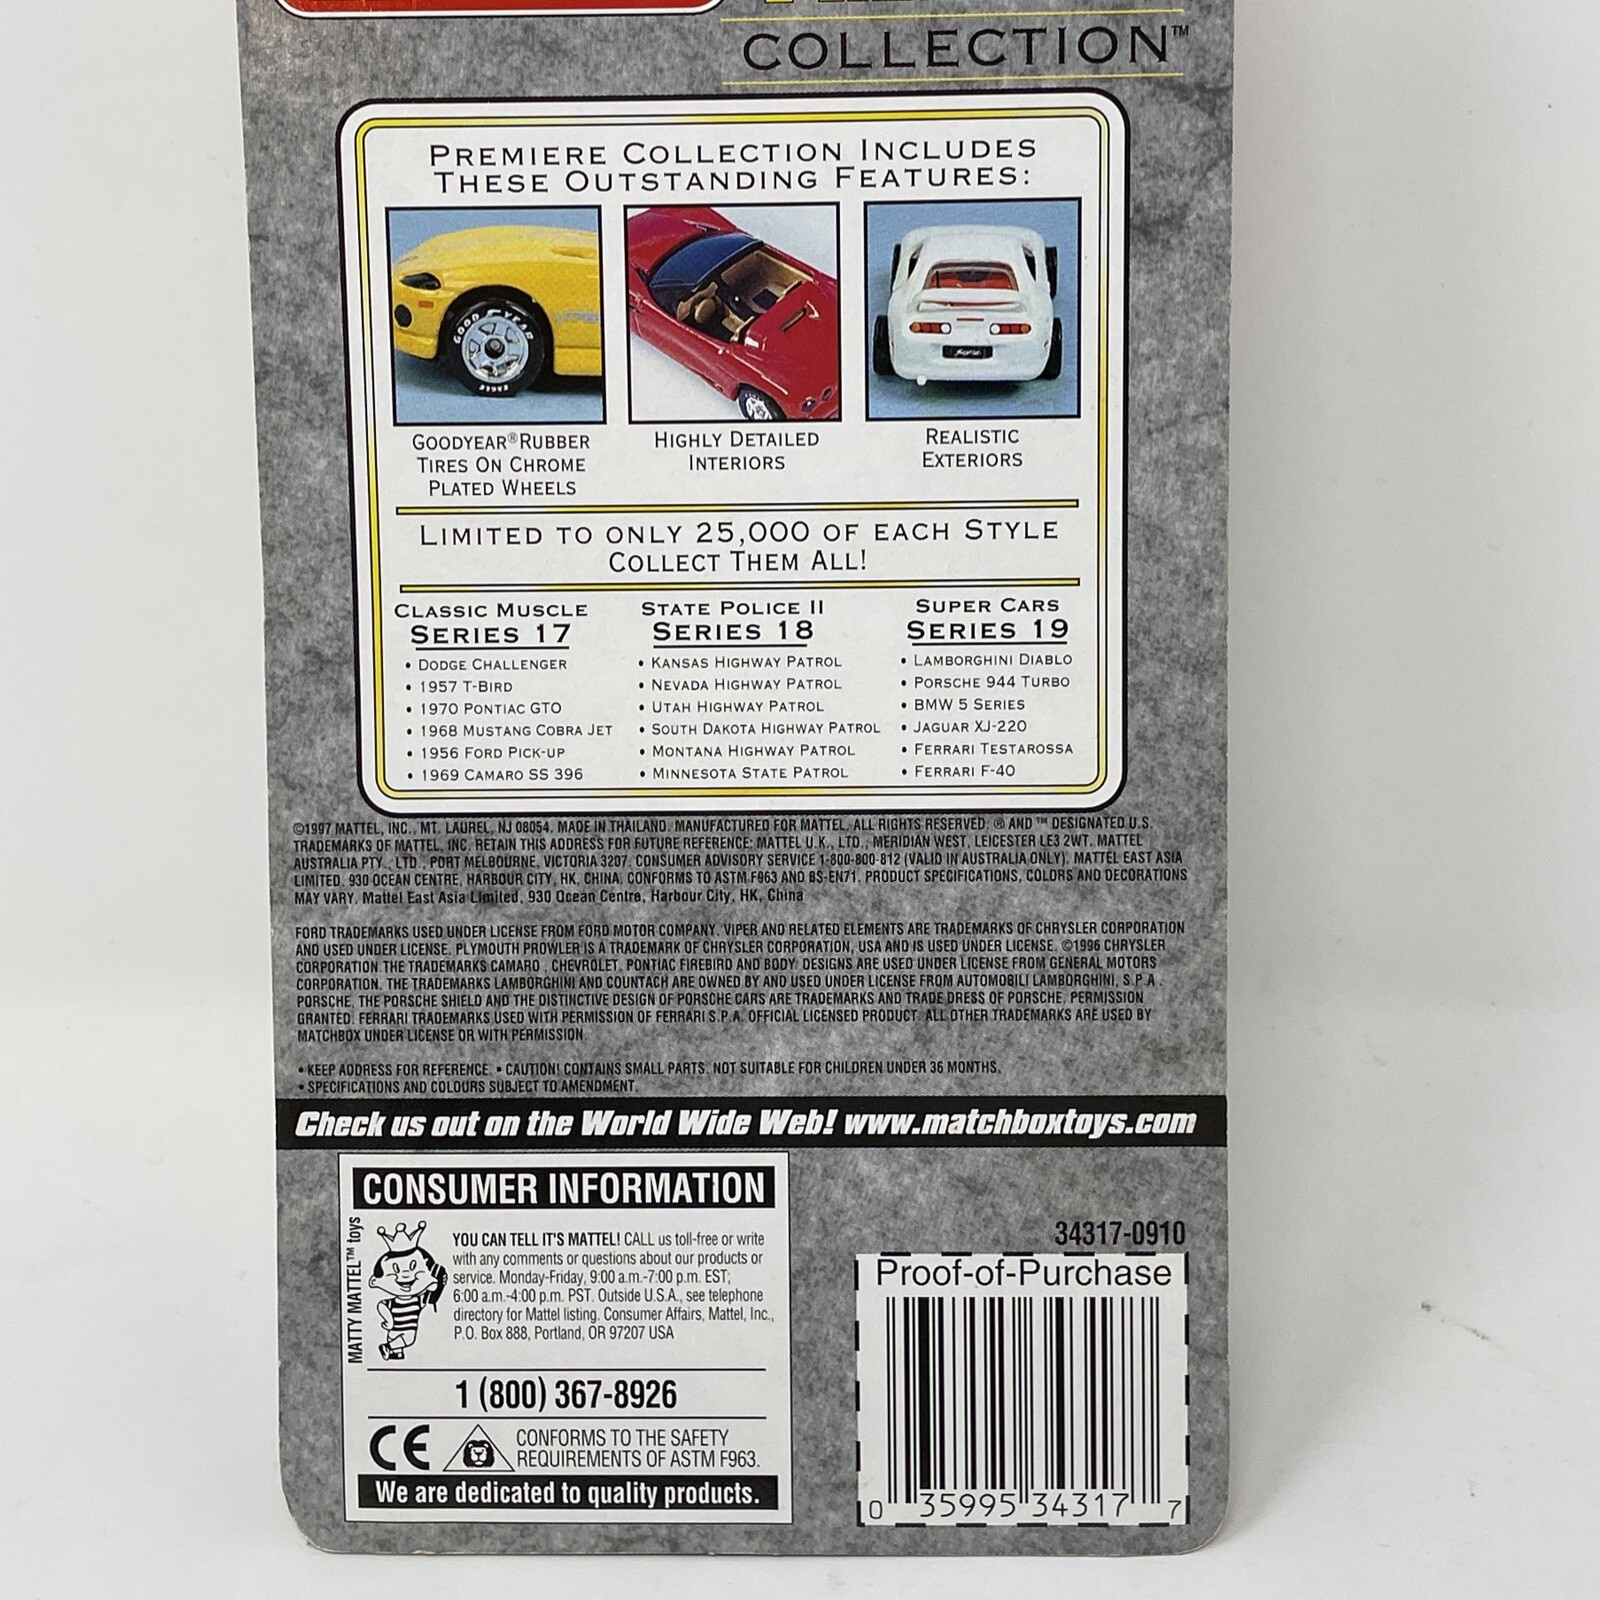 COLLECTION™
PREMIERE COLLECTION INCLUDES
THESE OUTSTANDING FEATURES:
GOOD YEAR
EAGLE
GOODYEAR® RUBBER
TIRES ON CHROME
PLATED WHEELS
HIGHLY DETAILED
INTERIORS
REALISTIC
EXTERIORS
LIMITED TO ONLY 25,000 OF EACH STYLE
COLLECT THEM ALL!
CLASSIC MUSCLE
SERIES 17
• DODGE CHALLENGER
• 1957 T-BIRD
• 1970 PONTIAC GTO
• 1968 MUSTANG COBRA JET
• 1956 FORD PICK-UP
• 1969 CAMARO SS 396
STATE POLICE II
SERIES 18
• KANSAS HIGHWAY PATROL
• NEVADA HIGHWAY PATROL
• UTAH HIGHWAY PATROL
• SOUTH DAKOTA HIGHWAY PATROL
• MONTANA HIGHWAY PATROL
• MINNESOTA STATE PATROL
SUPER CARS
SERIES 19
• LAMBORGHINI DIABLO
• PORSCHE 944 TURBO
• BMW 5 SERIES
• JAGUAR XJ-220
• FERRARI TESTAROSSA
• FERRARI F-40
©1997 MATTEL, INC., MT. LAUREL, NJ 08054. MADE IN THAILAND. MANUFACTURED FOR MATTEL. ALL RIGHTS RESERVED. ® AND ™ DESIGNATED U.S.
TRADEMARKS OF MATTEL, INC. RETAIN THIS ADDRESS FOR FUTURE REFERENCE: MATTEL U.K., LTD., MERIDIAN WEST, LEICESTER LE3 2WT. MATTEL
AUSTRALIA PTY., LTD., PORT MELBOURNE, VICTORIA 3207. CONSUMER ADVISORY SERVICE 1-800-800-812 (VALID IN AUSTRALIA ONLY). MATTEL EAST ASIA
LIMITED, 930 OCEAN CENTRE, HARBOUR CITY, HK, CHINA. CONFORMS TO ASTM F963 AND BS-EN71. PRODUCT SPECIFICATIONS, COLORS AND DECORATIONS
MAY VARY. Mattel East Asia Limited, 930 Ocean Centre, Harbour City, HK, China
FORD TRADEMARKS USED UNDER LICENSE FROM FORD MOTOR COMPANY. VIPER AND RELATED ELEMENTS ARE TRADEMARKS OF CHRYSLER CORPORATION
AND USED UNDER LICENSE. PLYMOUTH PROWLER IS A TRADEMARK OF CHRYSLER CORPORATION, USA AND IS USED UNDER LICENSE. ©1996 CHRYSLER
CORPORATION. THE TRADEMARKS CAMARO, CHEVROLET, PONTIAC FIREBIRD AND BODY DESIGNS ARE USED UNDER LICENSE FROM GENERAL MOTORS
CORPORATION. THE TRADEMARKS LAMBORGHINI AND COUNTACH ARE OWNED BY AND USED UNDER LICENSE FROM AUTOMOBILI LAMBORGHINI, S.P.A.
PORSCHE, THE PORSCHE SHIELD AND THE DISTINCTIVE DESIGN OF PORSCHE CARS ARE TRADEMARKS AND TRADE DRESS OF PORSCHE. PERMISSION
GRANTED. FERRARI TRADEMARKS USED WITH PERMISSION OF FERRARI S.P.A. OFFICIAL LICENSED PRODUCT. ALL OTHER TRADEMARKS ARE USED BY
MATCHBOX UNDER LICENSE OR WITH PERMISSION.
• KEEP ADDRESS FOR REFERENCE. • CAUTION! CONTAINS SMALL PARTS. NOT SUITABLE FOR CHILDREN UNDER 36 MONTHS.
• SPECIFICATIONS AND COLOURS SUBJECT TO AMENDMENT.
Check us out on the World Wide Web! www.matchboxtoys.com
CONSUMER INFORMATION
MATTY MATTEL™ toys
YOU CAN TELL IT'S MATTEL! CALL us toll-free or write
with any comments or questions about our products or
service. Monday-Friday, 9:00 a.m.-7:00 p.m. EST;
6:00 a.m.-4:00 p.m. PST. Outside U.S.A., see telephone
directory for Mattel listing. Consumer Affairs, Mattel, Inc.,
P.O. Box 888, Portland, OR 97207 USA
1 (800) 367-8926
CE
CONFORMS TO THE SAFETY
REQUIREMENTS OF ASTM F963.
We are dedicated to quality products.
34317-0910
Proof-of-Purchase
0 35995 34317 7